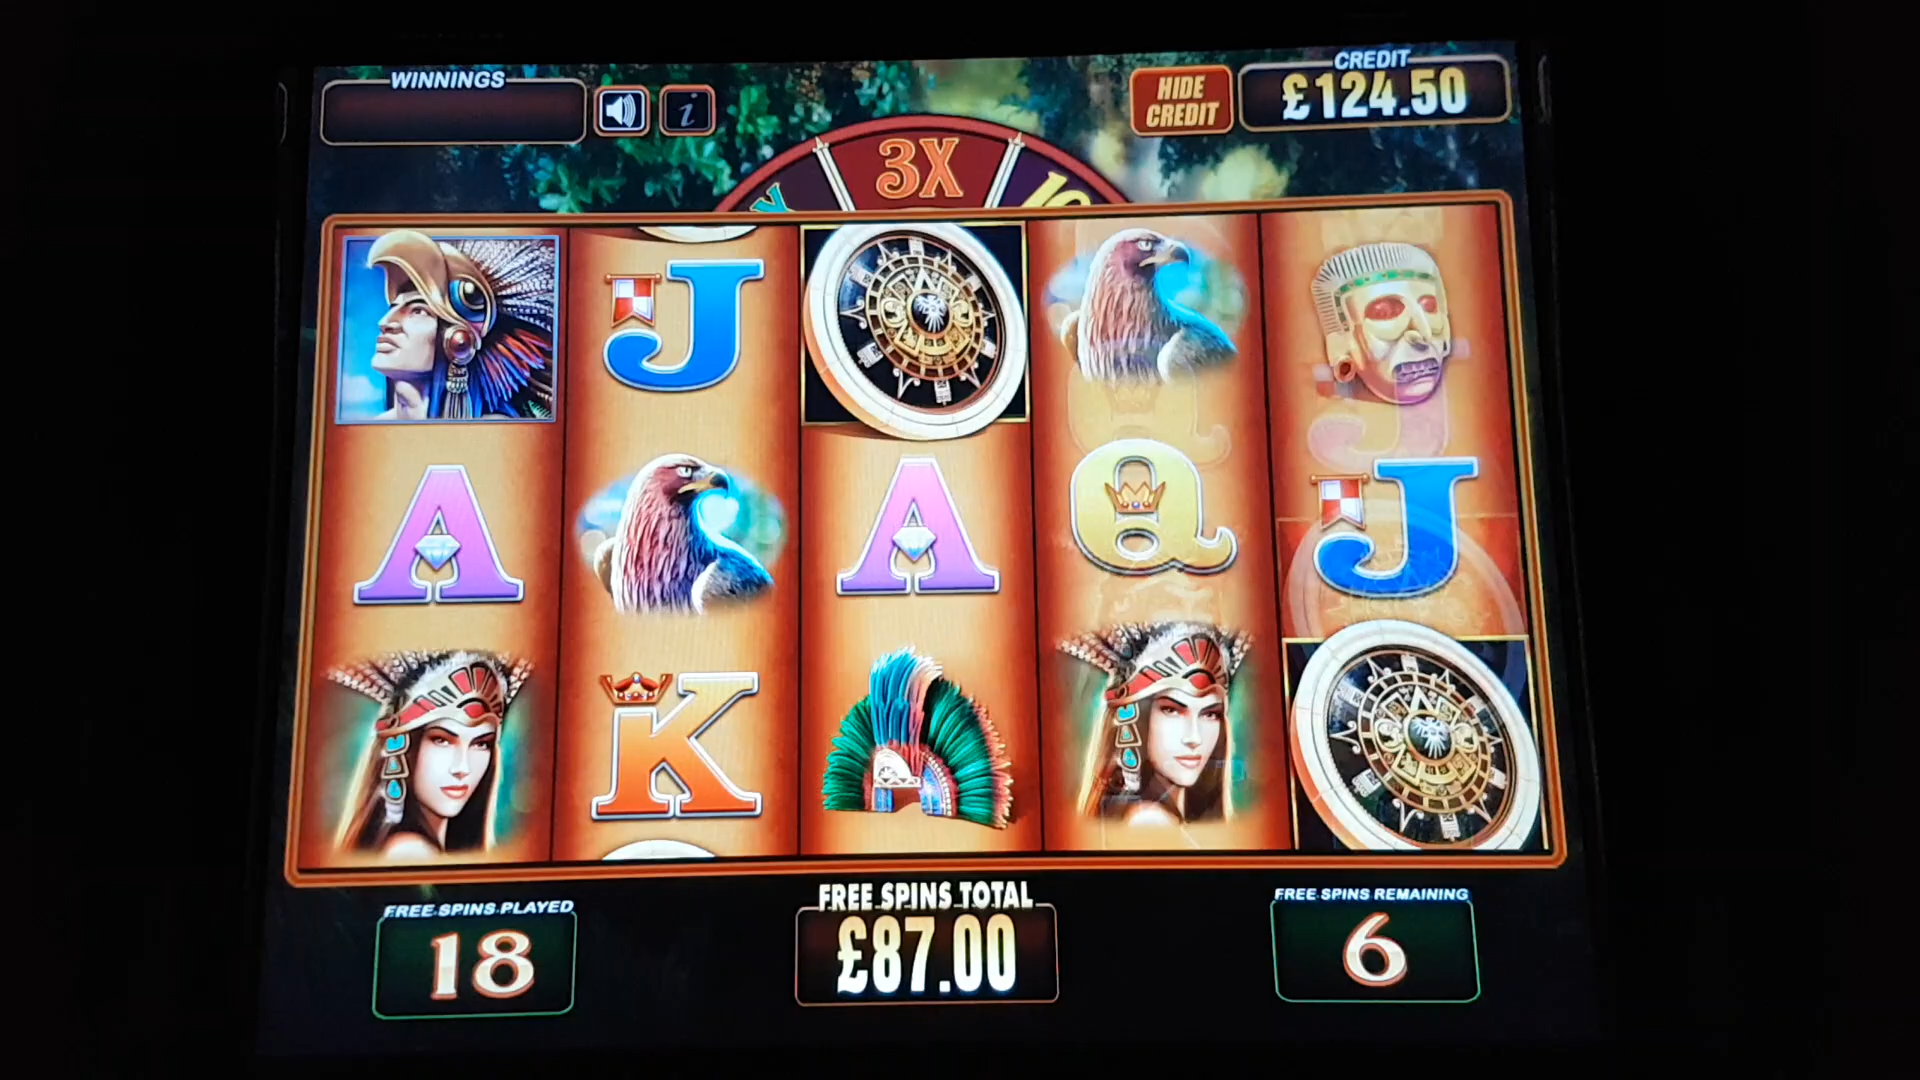 WINNINGS
i
HIDE
CREDIT
CREDIT
£124.50
Y
3X
10
J
A
A
Q
J
K
FREE SPINS PLAYED
18
FREE SPINS TOTAL
£87.00
FREE SPINS REMAINING
6